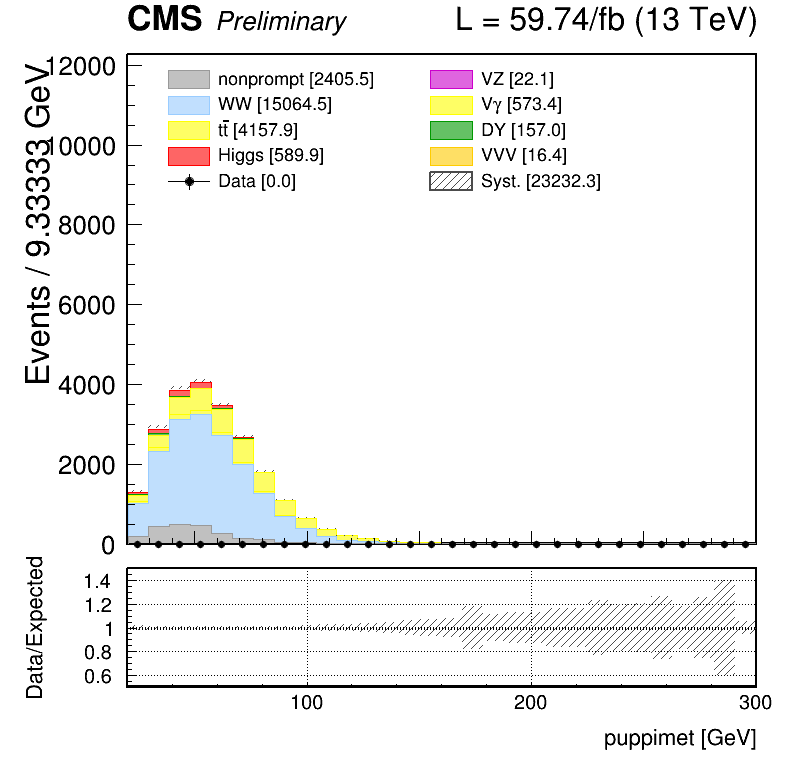 CMS Preliminary L = 59.74/fb (13 TeV)
Events / 9.33333 GeV
12000
10000
8000
6000
4000
2000
0
nonprompt [2405.5]
WW [15064.5]
tt̄ [4157.9]
Higgs [589.9]
Data [0.0]
VZ [22.1]
Vγ [573.4]
DY [157.0]
VVV [16.4]
Syst. [23232.3]
Data/Expected
1.4
1.2
1
0.8
0.6
100 200 300
puppimet [GeV]